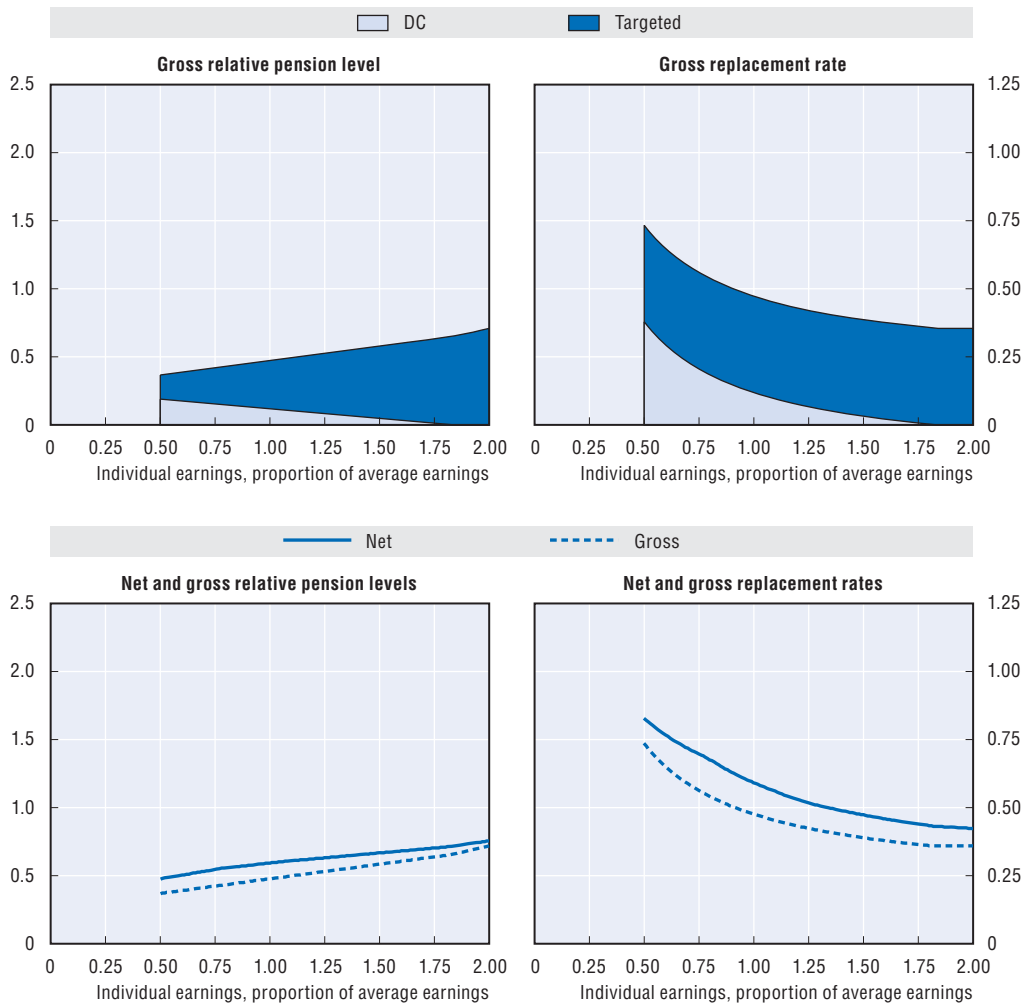 DC Targeted
Gross relative pension level
2.5
2.0
1.5
1.0
0.5
0
0 0.25 0.50 0.75 1.00 1.25 1.50 1.75 2.00
Individual earnings, proportion of average earnings
Gross replacement rate
1.25
1.00
0.75
0.50
0.25
0
0 0.25 0.50 0.75 1.00 1.25 1.50 1.75 2.00
Individual earnings, proportion of average earnings
Net Gross
Net and gross relative pension levels
2.5
2.0
1.5
1.0
0.5
0
0 0.25 0.50 0.75 1.00 1.25 1.50 1.75 2.00
Individual earnings, proportion of average earnings
Net and gross replacement rates
1.25
1.00
0.75
0.50
0.25
0
0 0.25 0.50 0.75 1.00 1.25 1.50 1.75 2.00
Individual earnings, proportion of average earnings